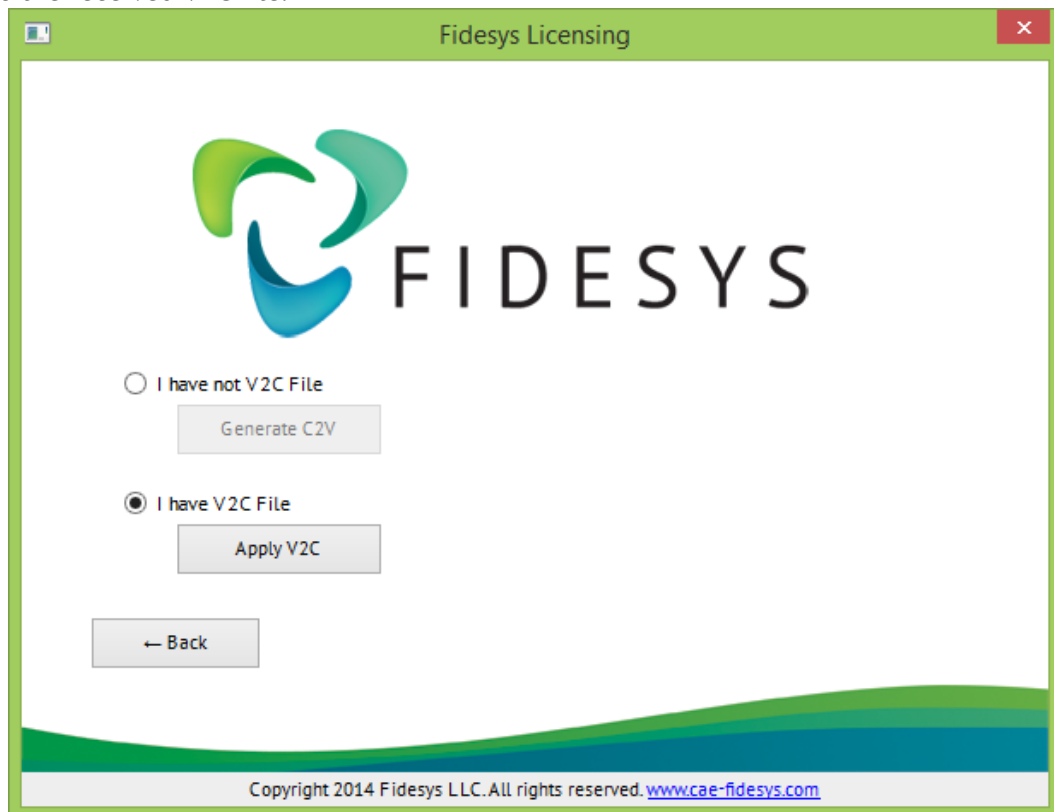 Fidesys Licensing
FIDESYS
I have not V2C File
Generate C2V
I have V2C File
Apply V2C
← Back
Copyright 2014 Fidesys LLC. All rights reserved. www.cae-fidesys.com